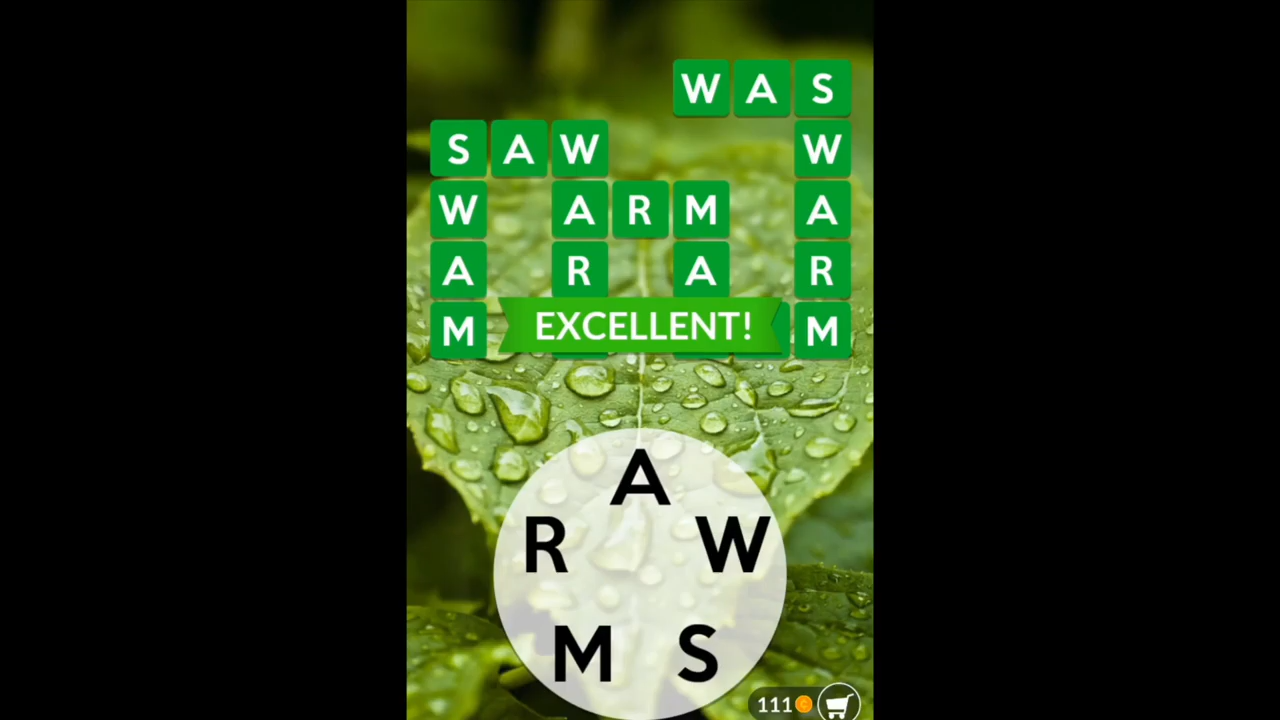 WAS
SAW W
W ARM A
A R A R
M EXCELLENT! M
A
R W
M S
111